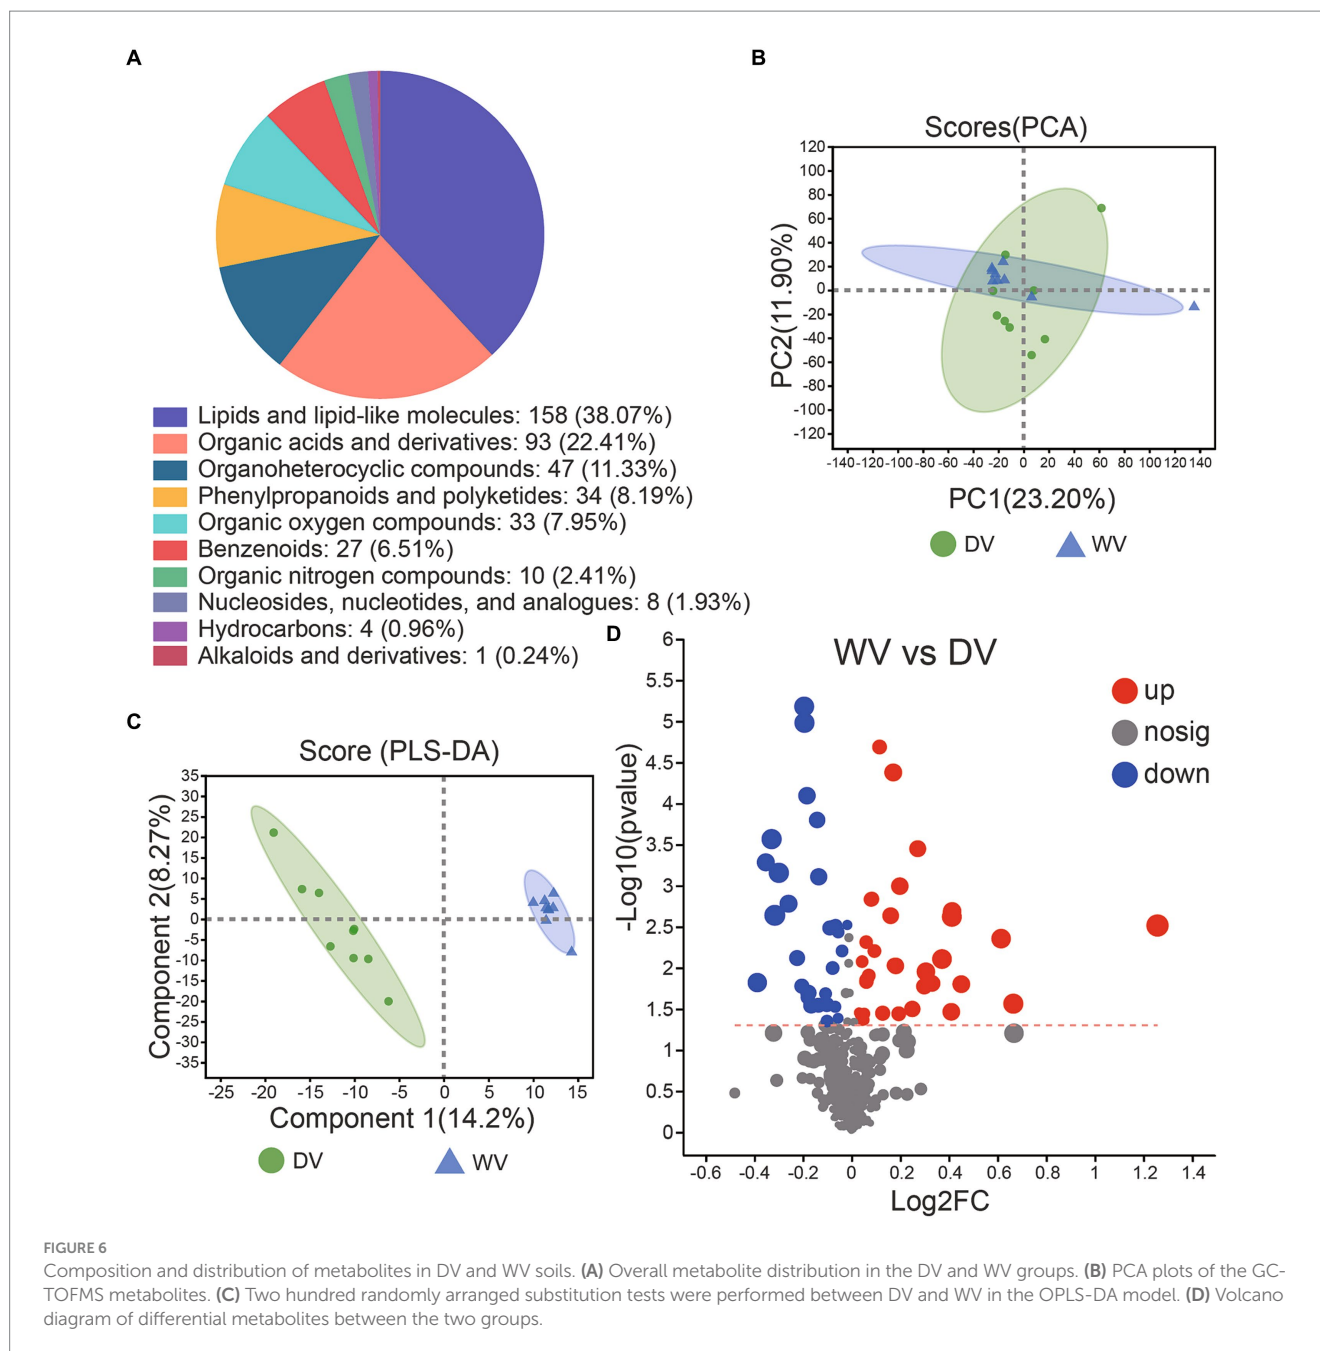 A
Lipids and lipid-like molecules: 158 (38.07%)
Organic acids and derivatives: 93 (22.41%)
Organoheterocyclic compounds: 47 (11.33%)
Phenylpropanoids and polyketides: 34 (8.19%)
Organic oxygen compounds: 33 (7.95%)
Benzenoids: 27 (6.51%)
Organic nitrogen compounds: 10 (2.41%)
Nucleosides, nucleotides, and analogues: 8 (1.93%)
Hydrocarbons: 4 (0.96%)
Alkaloids and derivatives: 1 (0.24%)
B
Scores(PCA)
PC2(11.90%)
120
100
80
60
40
20
0
-20
-40
-60
-80
-100
-120
-140 -120 -100 -80 -60 -40 -20 0 20 40 60 80 100 120 140
PC1(23.20%)
DV WV
C
Score (PLS-DA)
Component 2(8.27%)
35
30
25
20
15
10
5
0
-5
-10
-15
-20
-25
-30
-35
-25 -20 -15 -10 -5 0 5 10 15
Component 1(14.2%)
DV WV
D
WV vs DV
up
nosig
down
-Log10(pvalue)
6
5.5
5
4.5
4
3.5
3
2.5
2
1.5
1
0.5
0
-0.6 -0.4 -0.2 0 0.2 0.4 0.6 0.8 1 1.2 1.4
Log2FC
FIGURE 6
Composition and distribution of metabolites in DV and WV soils. (A) Overall metabolite distribution in the DV and WV groups. (B) PCA plots of the GC-
TOFMS metabolites. (C) Two hundred randomly arranged substitution tests were performed between DV and WV in the OPLS-DA model. (D) Volcano
diagram of differential metabolites between the two groups.